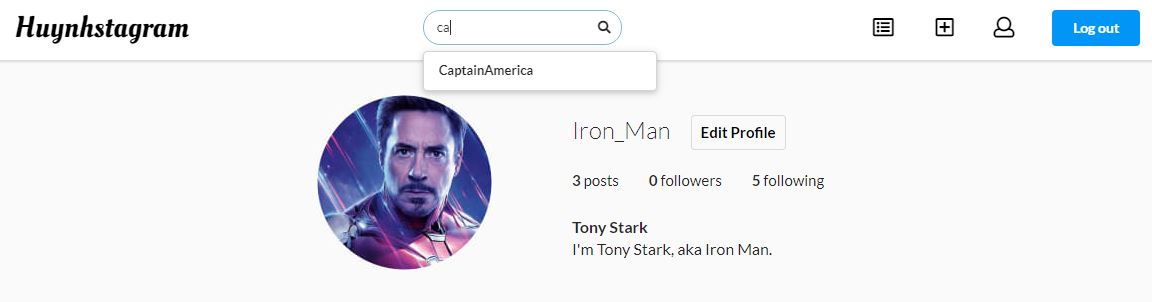 Huynhstagram
ca
Log out
CaptainAmerica
Iron_Man
Edit Profile
3 posts 0 followers 5 following
Tony Stark
I'm Tony Stark, aka Iron Man.